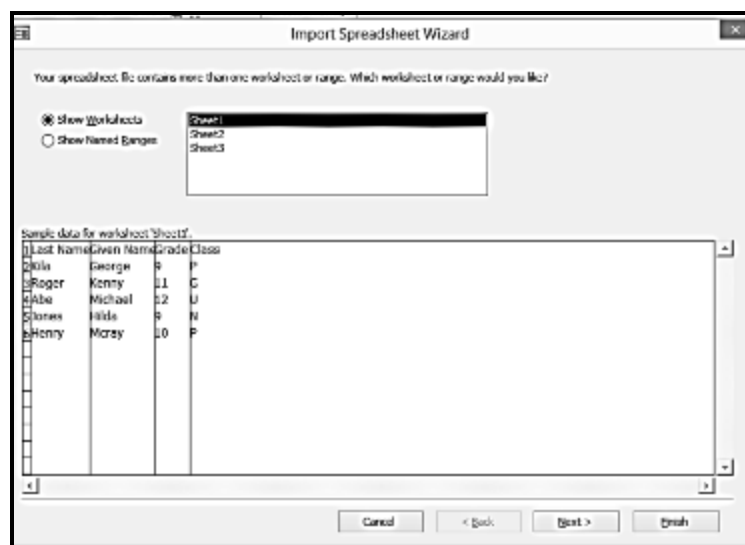 Import Spreadsheet Wizard
Your spreadsheet file contains more than one worksheet or range. Which worksheet or range would you like?
Show Worksheets
Show Named Ranges
Sheet1
Sheet2
Sheet3
Sample data for worksheet 'Sheet1'.
1 Last Name Given Name Grade Class
2 Kila George 9 P
3 Roger Kenny 11 G
4 Abe Michael 12 U
5 Jones Hilda 9 N
6 Henry Mcray 10 P
Cancel < Back Next > Finish